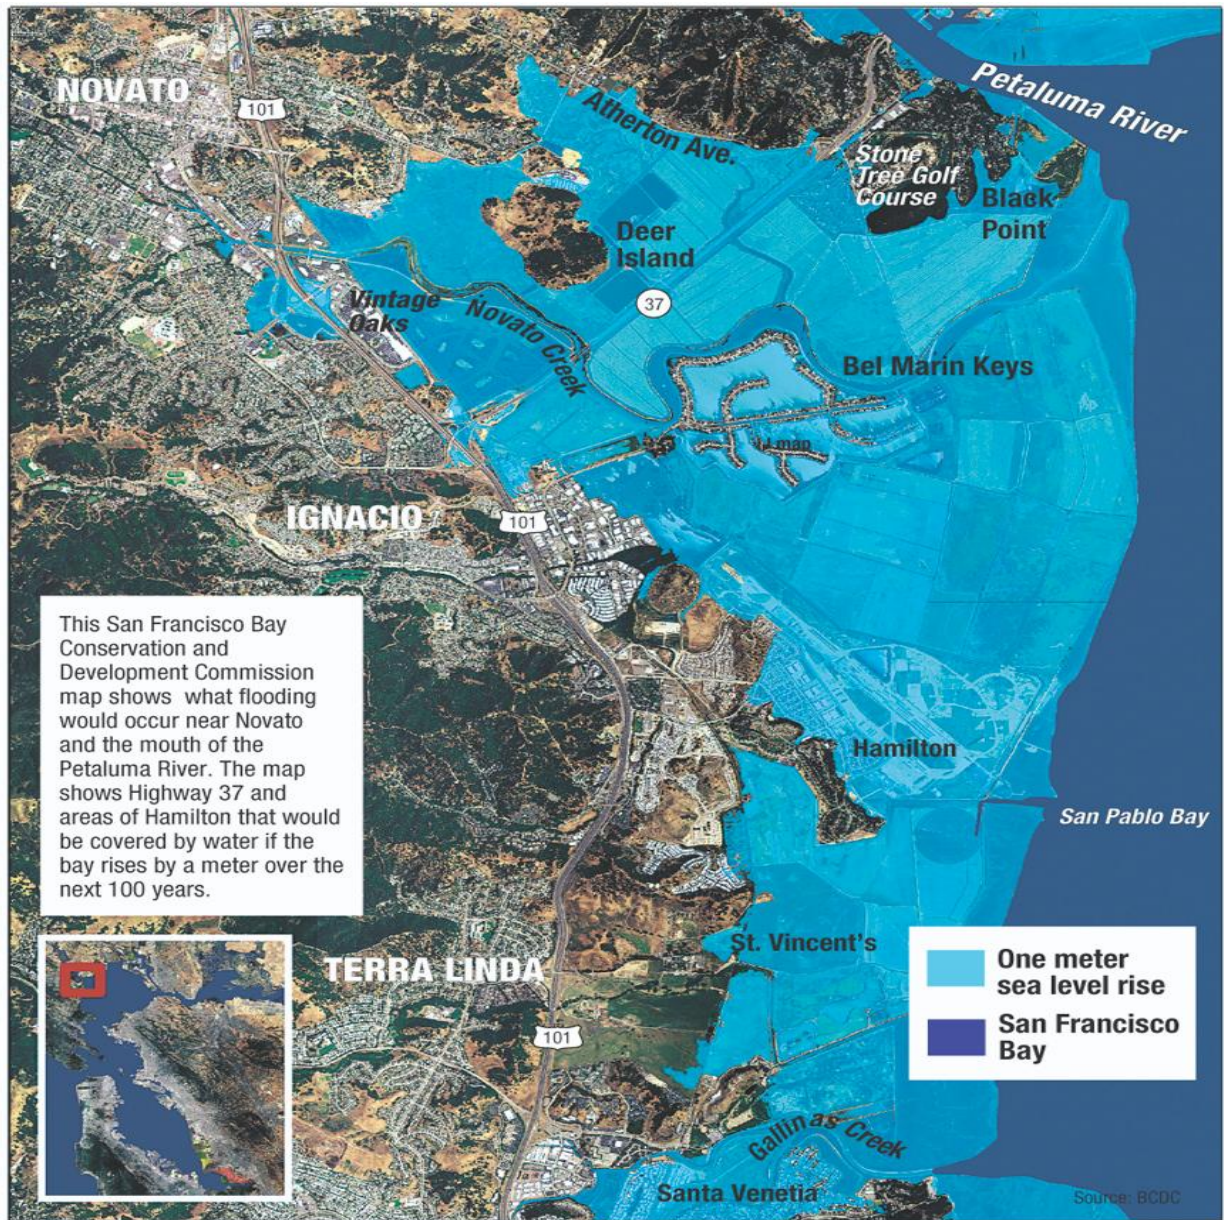 NOVATO
101
Petaluma River
Atherton Ave.
Stone
Tree Golf
Course
Black
Point
Deer
Island
37
Vintage
Oaks
Novato Creek
Bel Marin Keys
map
IGNACIO
101
This San Francisco Bay
Conservation and
Development Commission
map shows what flooding
would occur near Novato
and the mouth of the
Petaluma River. The map
shows Highway 37 and
areas of Hamilton that would
be covered by water if the
bay rises by a meter over the
next 100 years.
Hamilton
San Pablo Bay
St. Vincent's
TERRA LINDA
One meter
sea level rise
San Francisco
Bay
101
Gallinas Creek
Santa Venetia
Source: BCDC